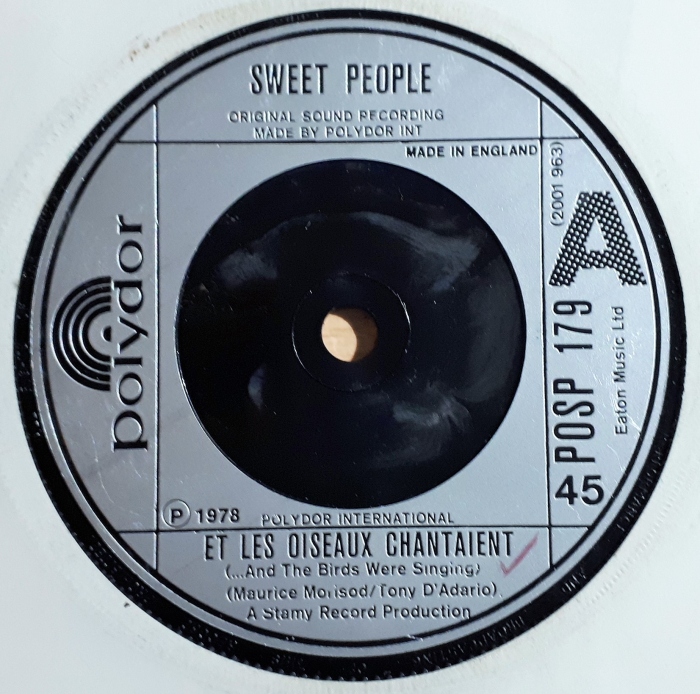 SWEET PEOPLE
ORIGINAL SOUND RECORDING
MADE BY POLYDOR INT
MADE IN ENGLAND
(2001 963)
A
polydor
POSP 179
Eaton Music Ltd
45
Ⓟ 1978 POLYDOR INTERNATIONAL
ET LES OISEAUX CHANTAIENT
(...And The Birds Were Singing)
(Maurice Morisod/Tony D'Adario)
A Stamy Record Production